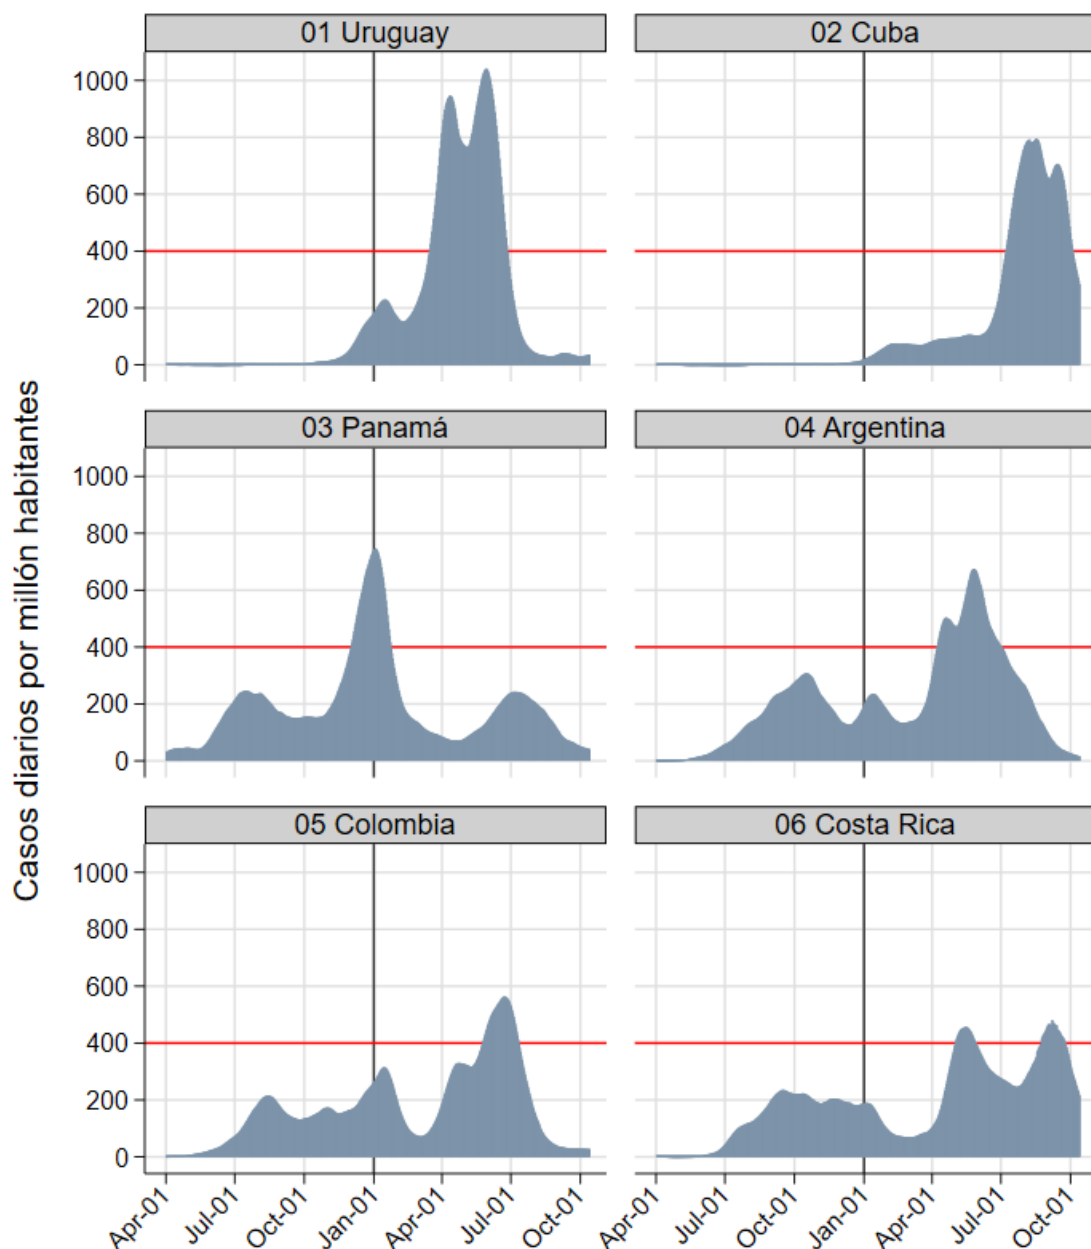 01 Uruguay
02 Cuba
1000
800
600
400
200
0
03 Panamá
04 Argentina
1000
800
600
400
200
0
Casos diarios por millón habitantes
05 Colombia
06 Costa Rica
1000
800
600
400
200
0
Apr-01
Jul-01
Oct-01
Jan-01
Apr-01
Jul-01
Oct-01
Apr-01
Jul-01
Oct-01
Jan-01
Apr-01
Jul-01
Oct-01